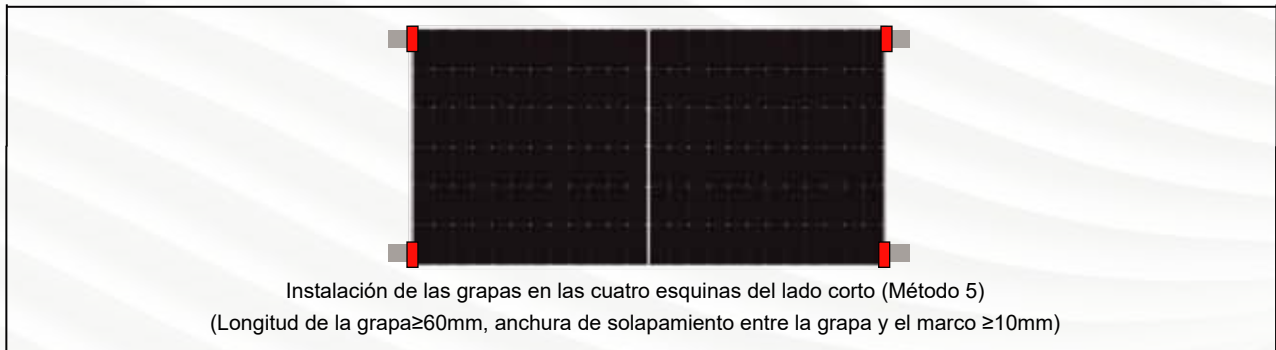 Instalación de las grapas en las cuatro esquinas del lado corto (Método 5)
(Longitud de la grapa≥60mm, anchura de solapamiento entre la grapa y el marco ≥10mm)